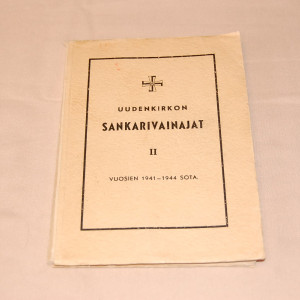 UUDENKIRKON
SANKARIVAINAJAT
II
VUOSIEN 1941—1944 SOTA.